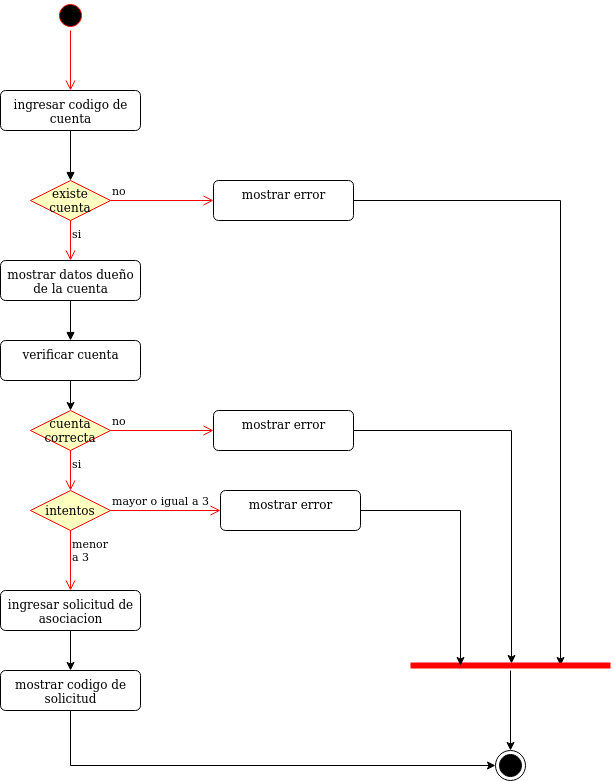 ingresar codigo de
cuenta
existe
cuenta
no
mostrar error
si
mostrar datos dueño
de la cuenta
verificar cuenta
cuenta
correcta
no
mostrar error
si
intentos
mayor o igual a 3
mostrar error
menor
a 3
ingresar solicitud de
asociacion
mostrar codigo de
solicitud